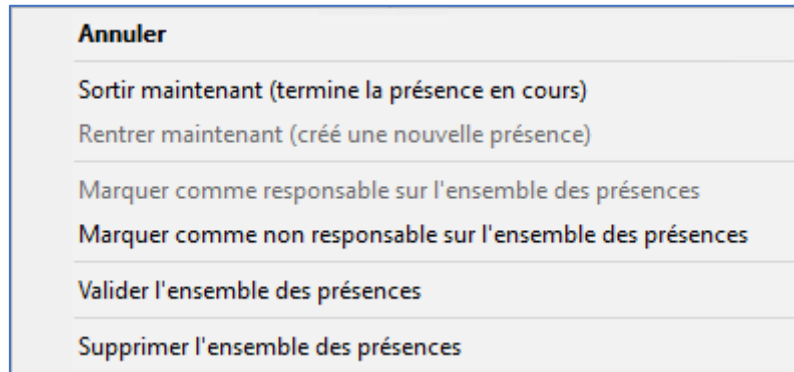 Annuler
Sortir maintenant (termine la présence en cours)
Rentrer maintenant (créé une nouvelle présence)
Marquer comme responsable sur l'ensemble des présences
Marquer comme non responsable sur l'ensemble des présences
Valider l'ensemble des présences
Supprimer l'ensemble des présences